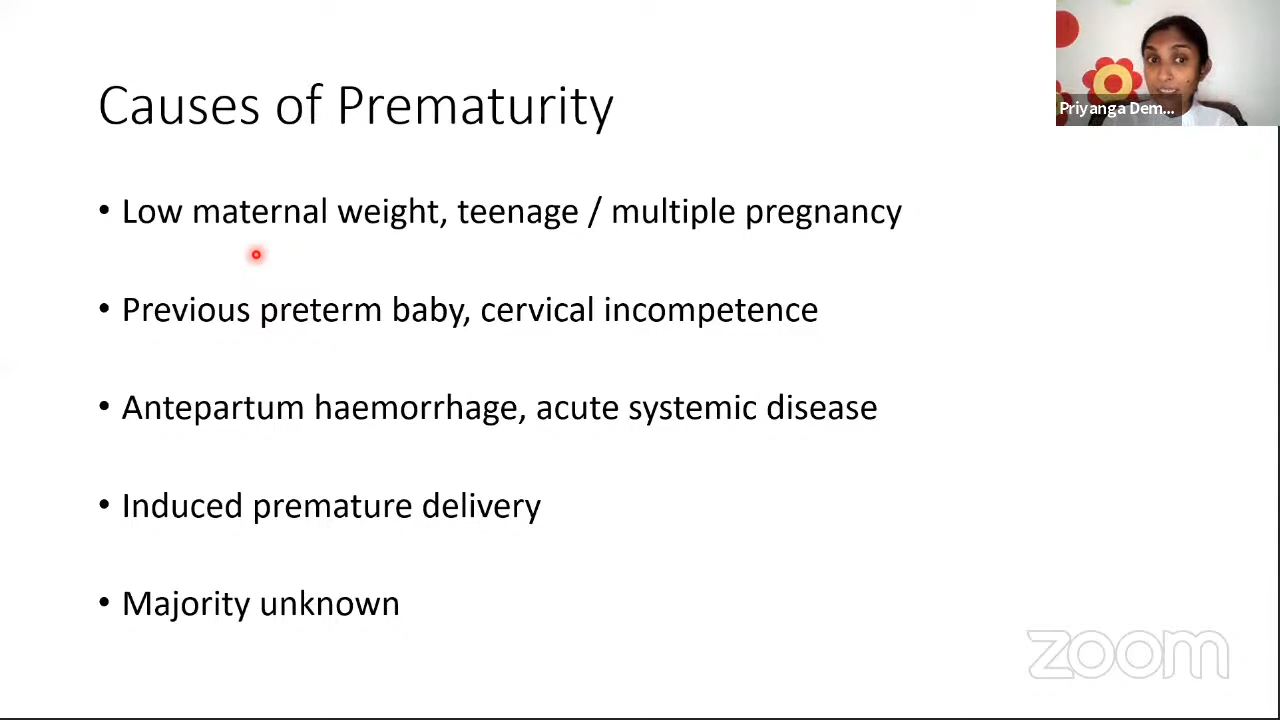 Causes of Prematurity
Priyanga Dem...
• Low maternal weight, teenage / multiple pregnancy
• Previous preterm baby, cervical incompetence
• Antepartum haemorrhage, acute systemic disease
• Induced premature delivery
• Majority unknown
zoom